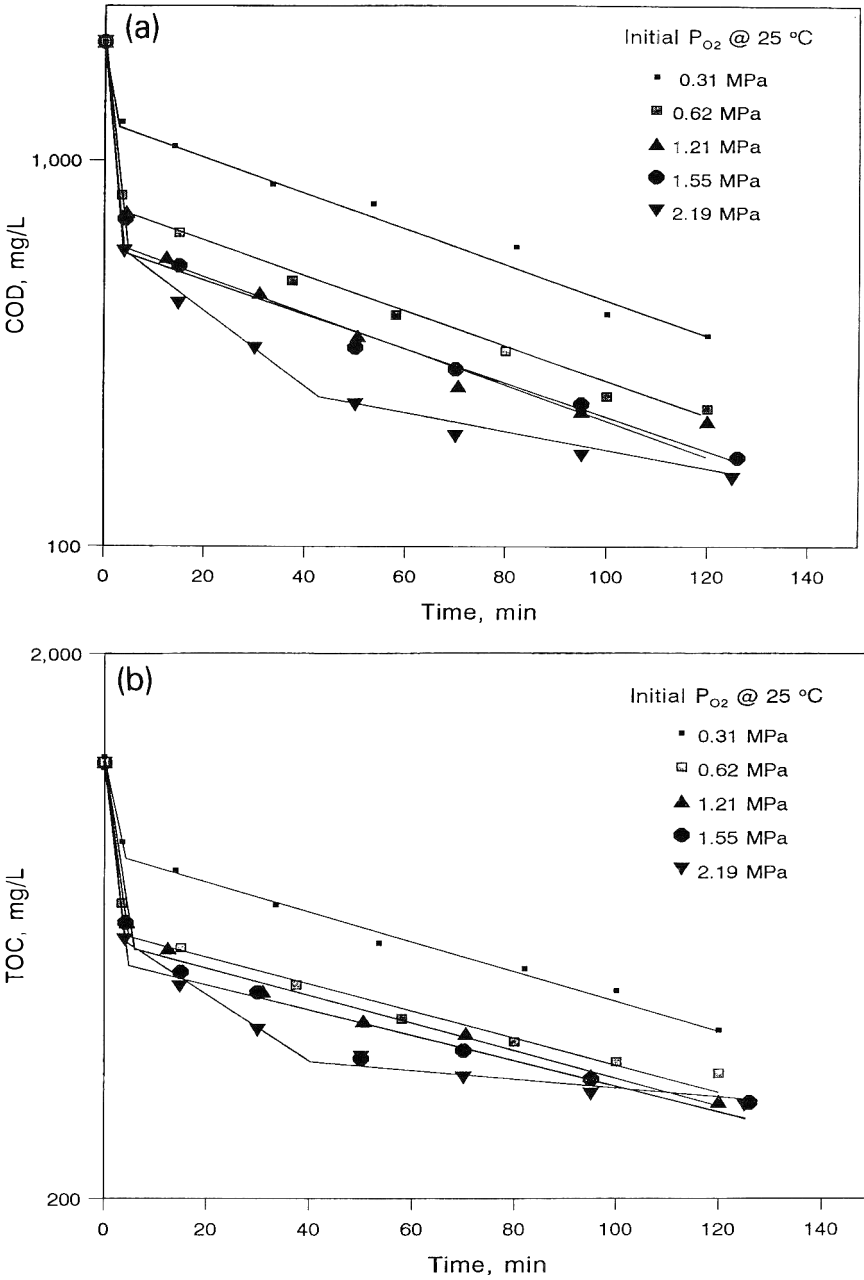 (a)
Initial P_O2 @ 25 °C
0.31 MPa
0.62 MPa
1.21 MPa
1.55 MPa
2.19 MPa
1,000
100
COD, mg/L
0 20 40 60 80 100 120 140
Time, min
2,000
(b)
Initial P_O2 @ 25 °C
0.31 MPa
0.62 MPa
1.21 MPa
1.55 MPa
2.19 MPa
TOC, mg/L
200
0 20 40 60 80 100 120 140
Time, min